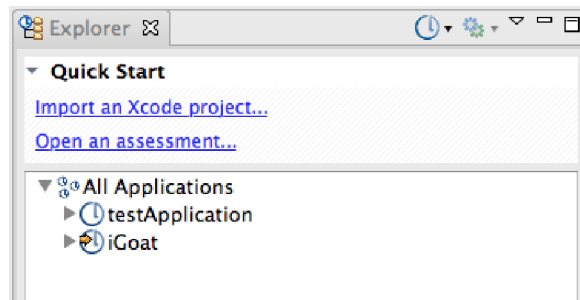 Explorer
Quick Start
Import an Xcode project...
Open an assessment...
All Applications
testApplication
iGoat